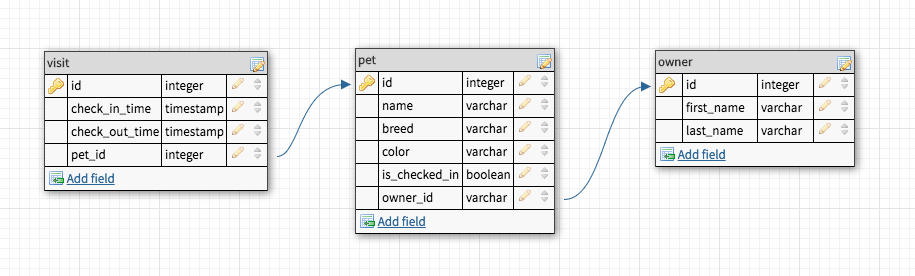 visit
id integer
check_in_time timestamp
check_out_time timestamp
pet_id integer
Add field
pet
id integer
name varchar
breed varchar
color varchar
is_checked_in boolean
owner_id varchar
Add field
owner
id integer
first_name varchar
last_name varchar
Add field